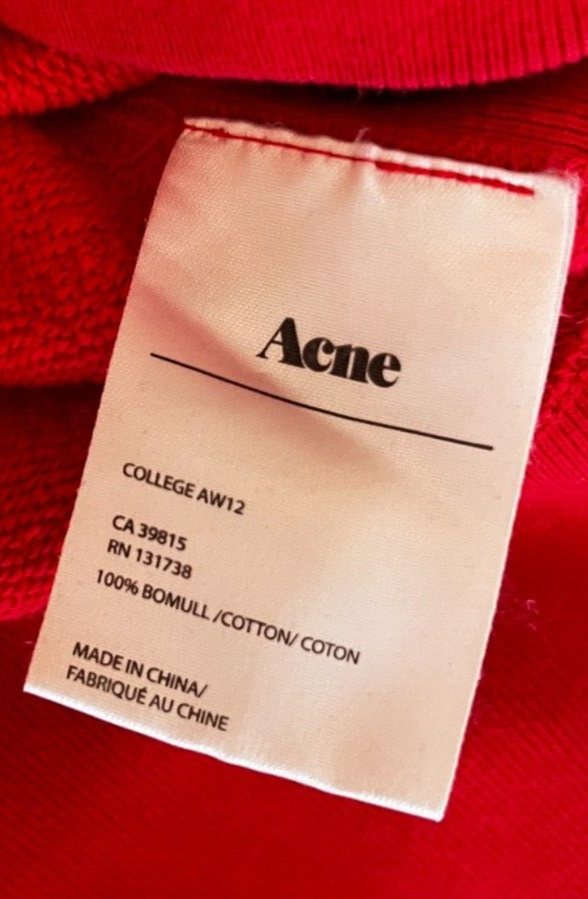 Acne
COLLEGE AW12
CA 39815
RN 131738
100% BOMULL /COTTON/ COTON
MADE IN CHINA/
FABRIQUÉ AU CHINE